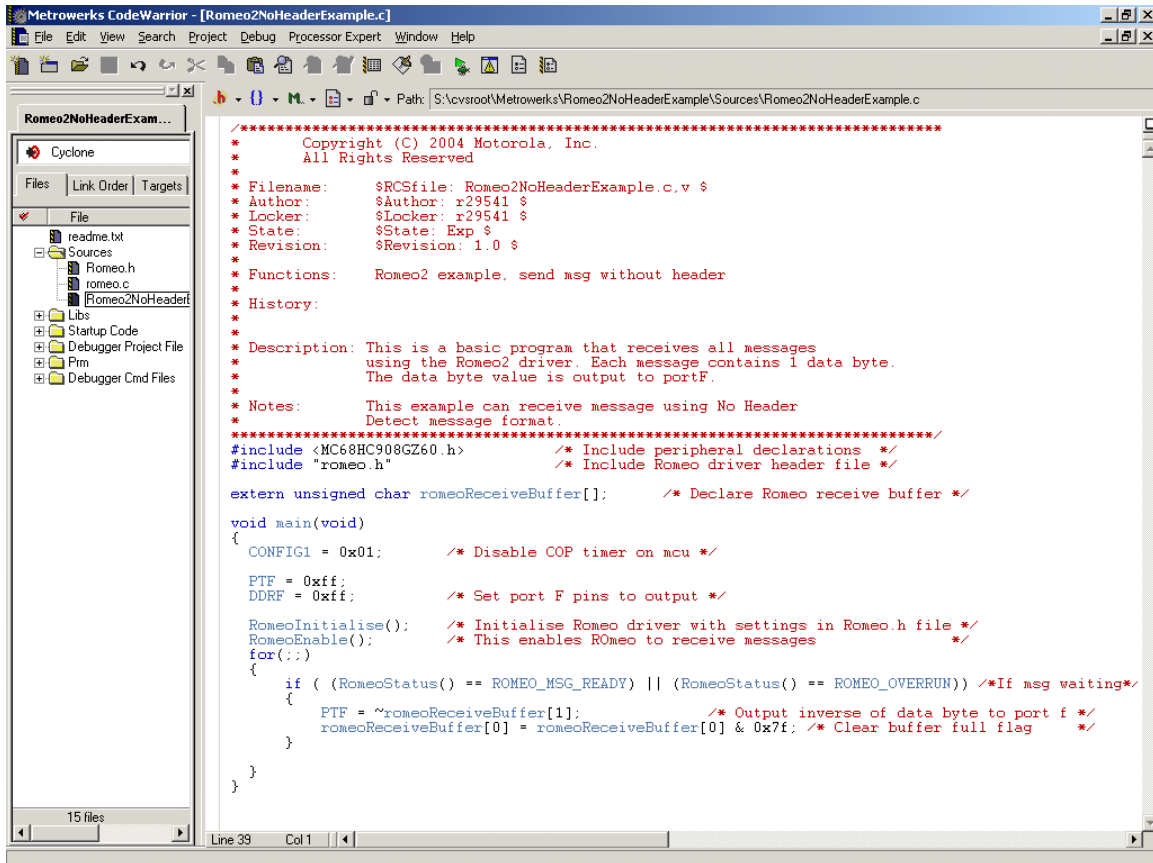 Metrowerks CodeWarrior - [Romeo2NoHeaderExample.c]
File Edit View Search Project Debug Processor Expert Window Help
.h {} M. Path: S:\cvsroot\Metrowerks\Romeo2NoHeaderExample\Sources\Romeo2NoHeaderExample.c
Romeo2NoHeaderExam...
Cyclone
Files Link Order Targets
File
readme.txt
Sources
Romeo.h
romeo.c
Romeo2NoHeaderE
Libs
Startup Code
Debugger Project File
Prm
Debugger Cmd Files
15 files
/******************************************************************************
* Copyright (C) 2004 Motorola, Inc.
* All Rights Reserved
*
* Filename: $RCSfile: Romeo2NoHeaderExample.c,v $
* Author: $Author: r29541 $
* Locker: $Locker: r29541 $
* State: $State: Exp $
* Revision: $Revision: 1.0 $
*
* Functions: Romeo2 example, send msg without header
*
* History:
*
*
* Description: This is a basic program that receives all messages
* using the Romeo2 driver. Each message contains 1 data byte.
* The data byte value is output to portF.
*
* Notes: This example can receive message using No Header
* Detect message format.
******************************************************************************/
#include <MC68HC908GZ60.h> /* Include peripheral declarations */
#include "romeo.h" /* Include Romeo driver header file */
extern unsigned char romeoReceiveBuffer[]; /* Declare Romeo receive buffer */
void main(void)
{
CONFIG1 = 0x01; /* Disable COP timer on mcu */
PTF = 0xff;
DDRF = 0xff; /* Set port F pins to output */
RomeoInitialise(); /* Initialise Romeo driver with settings in Romeo.h file */
RomeoEnable(); /* This enables ROmeo to receive messages */
for(;;)
{
if ( (RomeoStatus() == ROMEO_MSG_READY) || (RomeoStatus() == ROMEO_OVERRUN)) /*If msg waiting*/
{
PTF = ~romeoReceiveBuffer[1]; /* Output inverse of data byte to port f */
romeoReceiveBuffer[0] = romeoReceiveBuffer[0] & 0x7f; /* Clear buffer full flag */
}
}
}
Line 39 Col 1